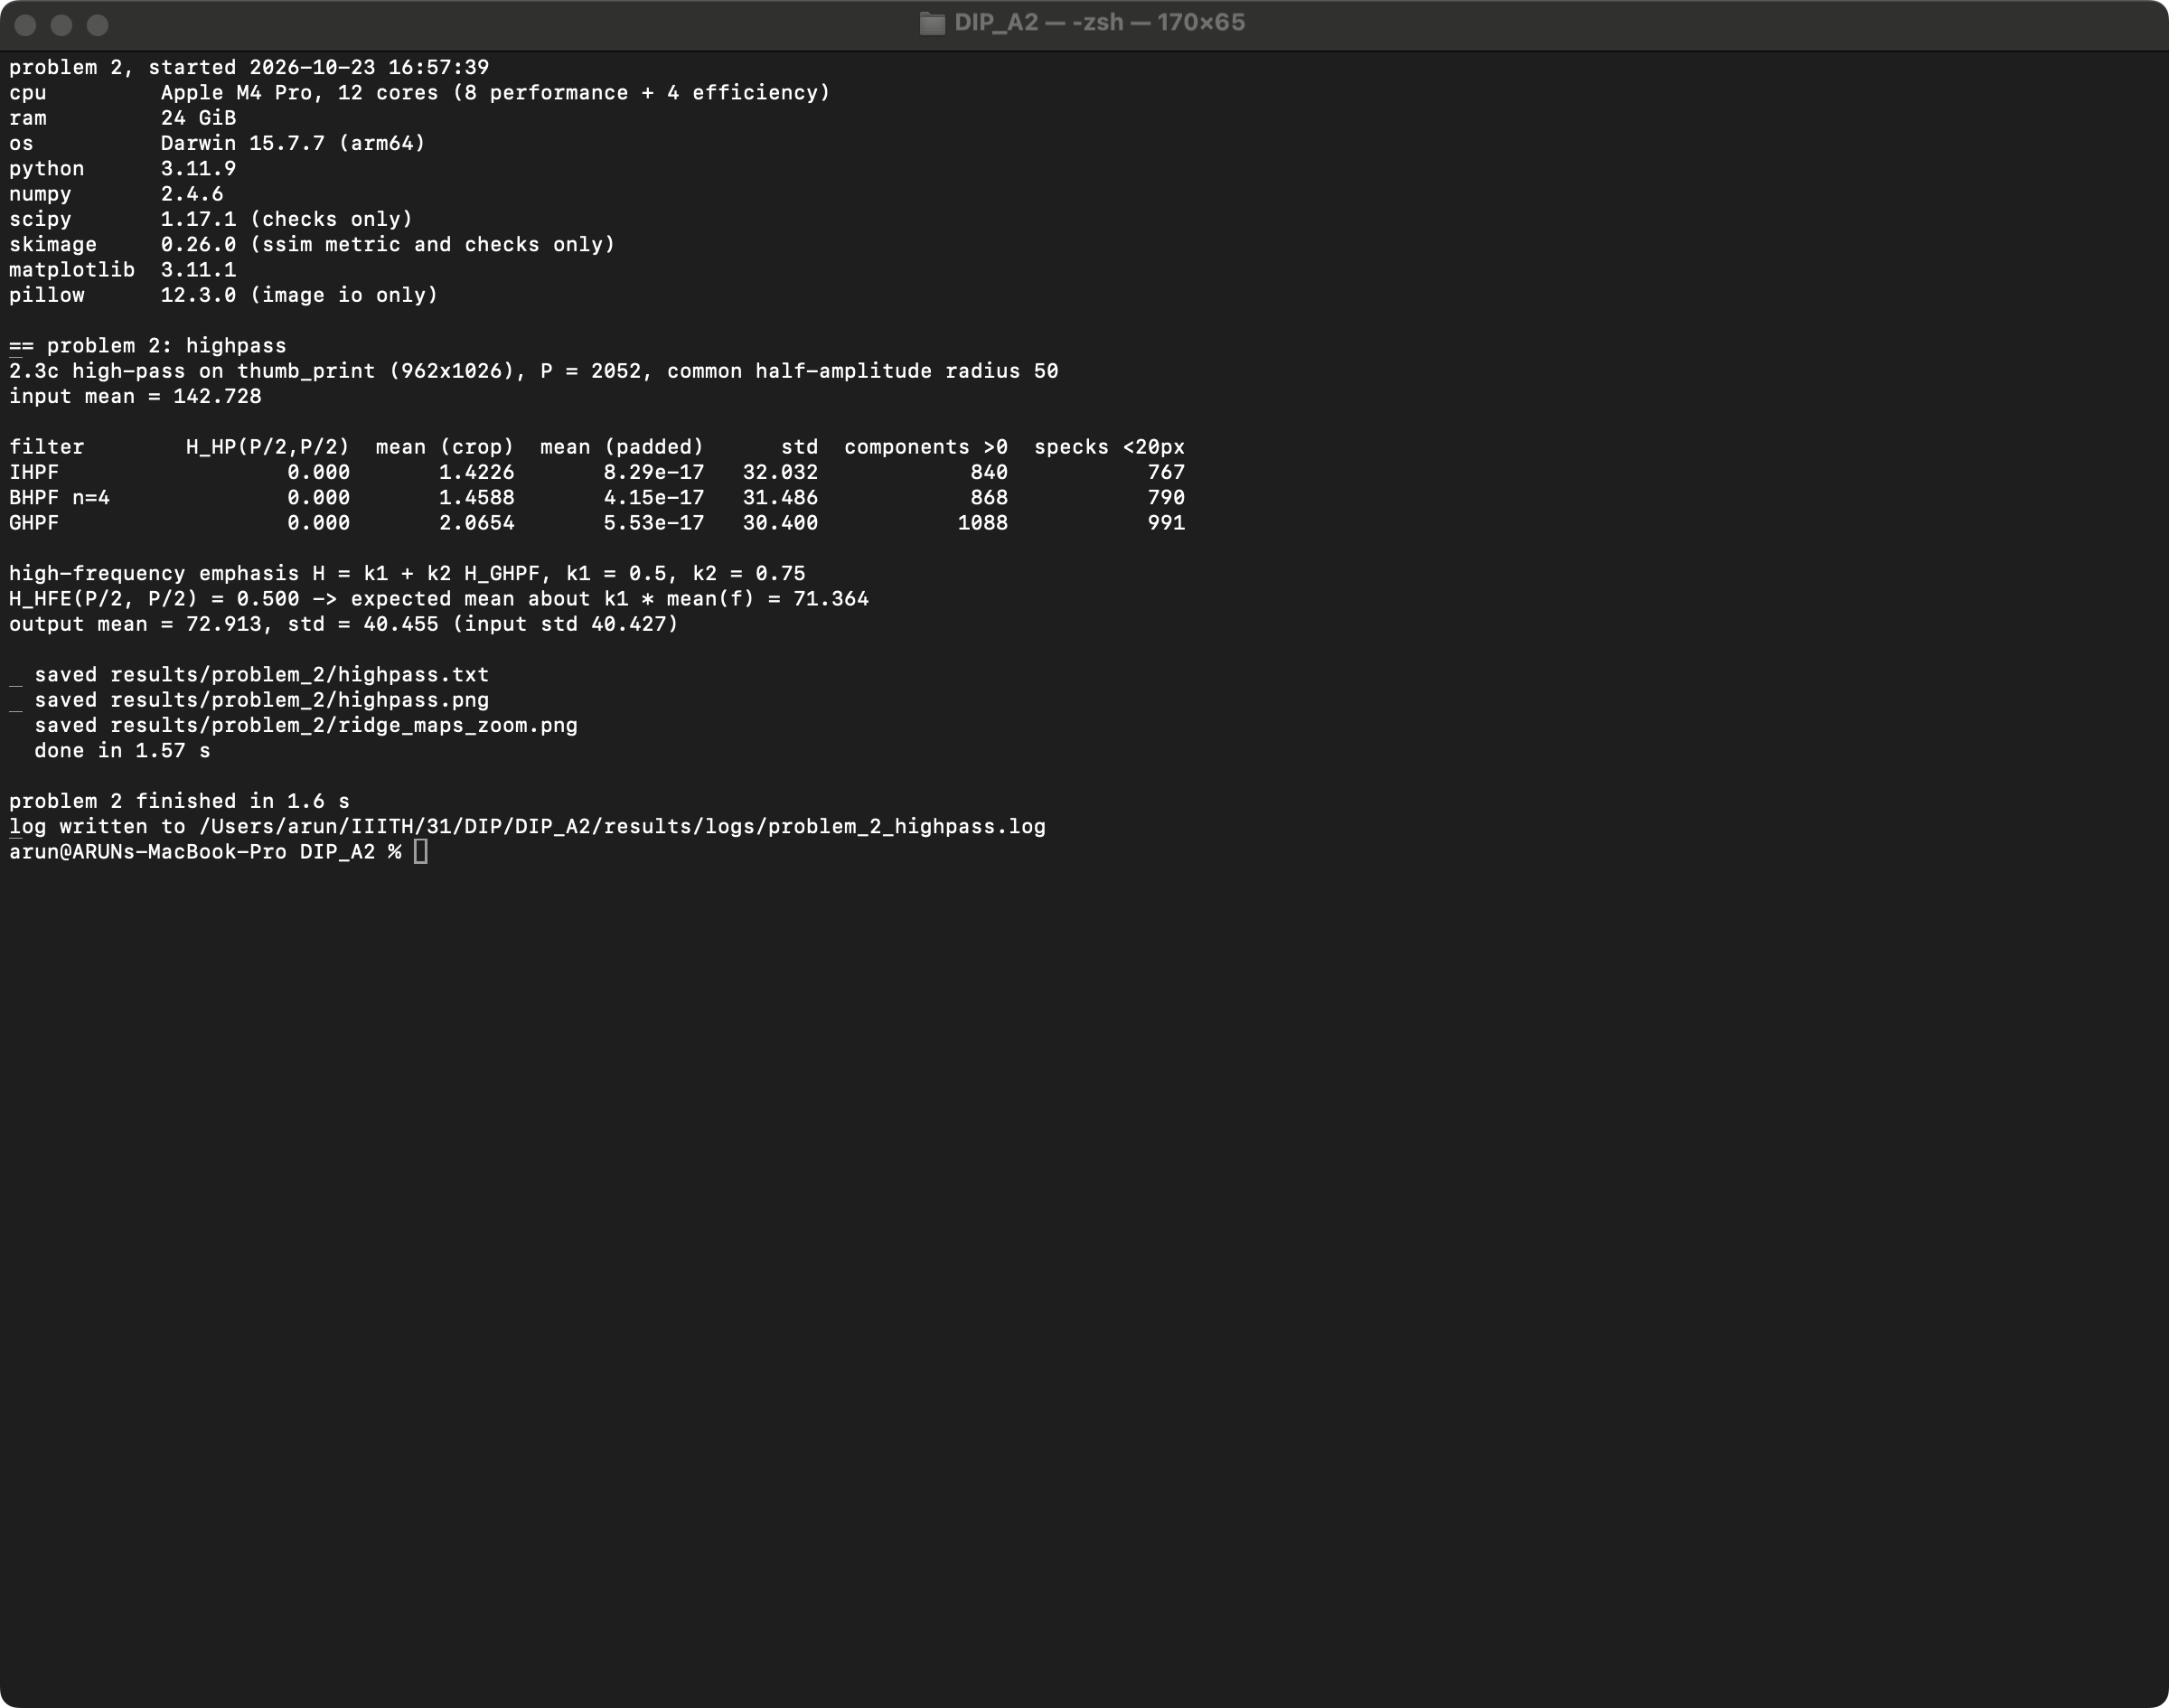 DIP_A2 — -zsh — 170×65
problem 2, started 2026-10-23 16:57:39
cpu         Apple M4 Pro, 12 cores (8 performance + 4 efficiency)
ram         24 GiB
os          Darwin 15.7.7 (arm64)
python      3.11.9
numpy       2.4.6
scipy       1.17.1 (checks only)
skimage     0.26.0 (ssim metric and checks only)
matplotlib  3.11.1
pillow      12.3.0 (image io only)

== problem 2: highpass
2.3c high-pass on thumb_print (962x1026), P = 2052, common half-amplitude radius 50
input mean = 142.728

filter        H_HP(P/2,P/2)  mean (crop)  mean (padded)      std  components >0  specks <20px
IHPF                  0.000       1.4226       8.29e-17   32.032            840           767
BHPF n=4              0.000       1.4588       4.15e-17   31.486            868           790
GHPF                  0.000       2.0654       5.53e-17   30.400           1088           991

high-frequency emphasis H = k1 + k2 H_GHPF, k1 = 0.5, k2 = 0.75
H_HFE(P/2, P/2) = 0.500 -> expected mean about k1 * mean(f) = 71.364
output mean = 72.913, std = 40.455 (input std 40.427)

_ saved results/problem_2/highpass.txt
_ saved results/problem_2/highpass.png
  saved results/problem_2/ridge_maps_zoom.png
  done in 1.57 s

problem 2 finished in 1.6 s
log written to /Users/arun/IIITH/31/DIP/DIP_A2/results/logs/problem_2_highpass.log
arun@ARUNs-MacBook-Pro DIP_A2 %